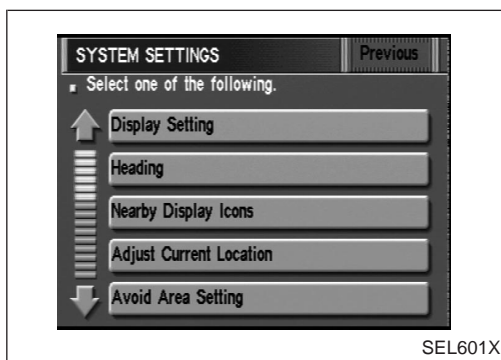 SYSTEM SETTINGS
Previous
Select one of the following.
Display Setting
Heading
Nearby Display Icons
Adjust Current Location
Avoid Area Setting
SEL601X